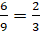 6/9 = 2/3